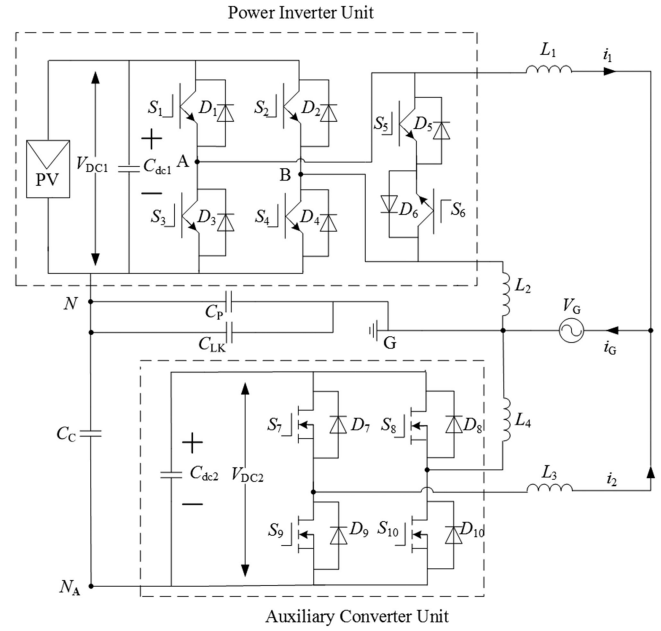 Power Inverter Unit
L1
i1
S1
D1
S2
D2
S5
D5
PV
VDC1
+
Cdc1
−
A
B
S3
D3
S4
D4
D6
S6
L2
N
CP
CLK
G
VG
iG
CC
L4
S7
D7
S8
D8
+
Cdc2
−
VDC2
L3
i2
S9
D9
S10
D10
NA
Auxiliary Converter Unit